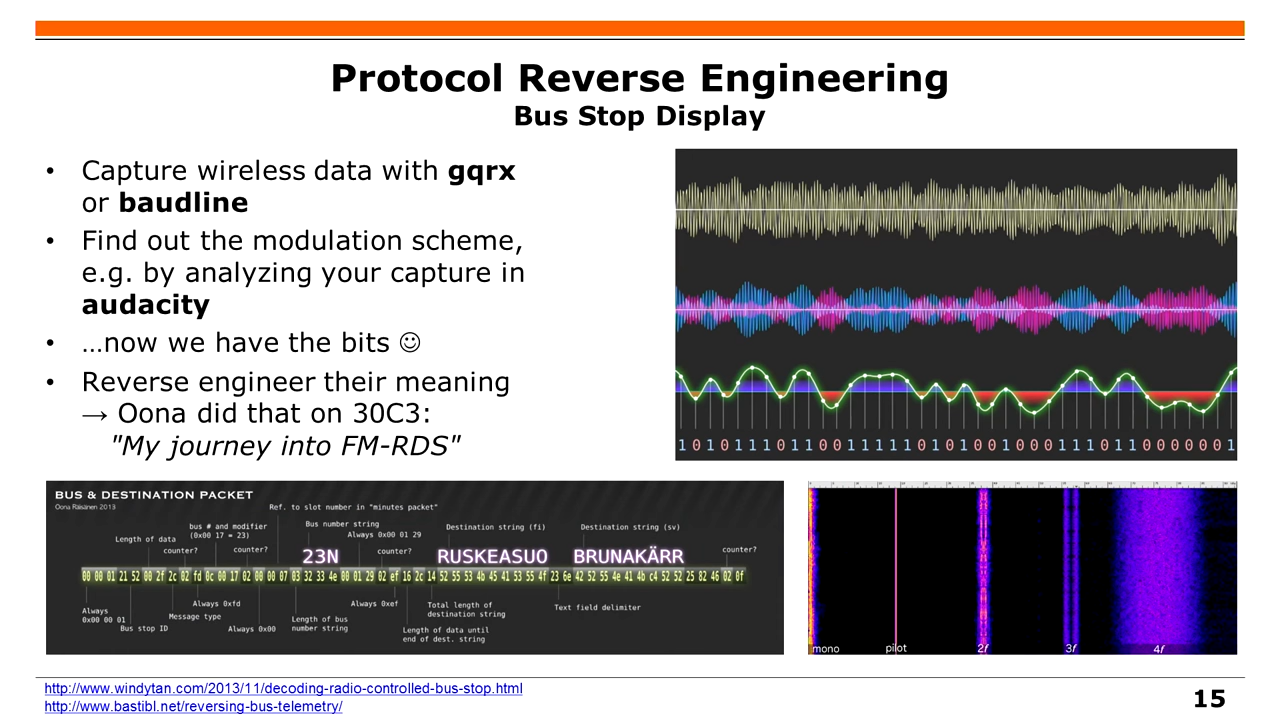 Protocol Reverse Engineering
Bus Stop Display
• Capture wireless data with gqrx
or baudline
• Find out the modulation scheme,
e.g. by analyzing your capture in
audacity
• …now we have the bits ☺
• Reverse engineer their meaning
→ Oona did that on 30C3:
"My journey into FM-RDS"
1 0 1 0 1 1 1 0 1 1 0 0 1 1 1 1 1 0 1 0 0 1 0 0 0 1 1 1 0 1 1 0 0 0 0 0 0 1
BUS & DESTINATION PACKET
Oona Räisänen 2013
Ref. to slot number in "minutes packet"
bus # and modifier
(0x00 17 = 23)
Bus number string
Always 0x00 01 29
Destination string (fi)
Destination string (sv)
Length of data
counter?
counter?
counter?
counter?
23N
RUSKEASUO
BRUNAKÄRR
00 00 01 21 52 00 2f 2c 02 fd 0c 00 17 02 00 00 07 03 32 33 4e 00 01 29 02 ef 16 2c 14 52 55 53 4b 45 41 53 55 4f 23 6e 42 52 55 4e 41 4b c4 52 52 25 82 46 02 0f
Always
0x00 00 01
Bus stop ID
Message type
Always 0xfd
Always 0x00
Length of bus
number string
Always 0xef
Length of data until
end of dest. string
Total length of
destination string
Text field delimiter
mono
pilot
2f
3f
4f
http://www.windytan.com/2013/11/decoding-radio-controlled-bus-stop.html
http://www.bastibl.net/reversing-bus-telemetry/
15